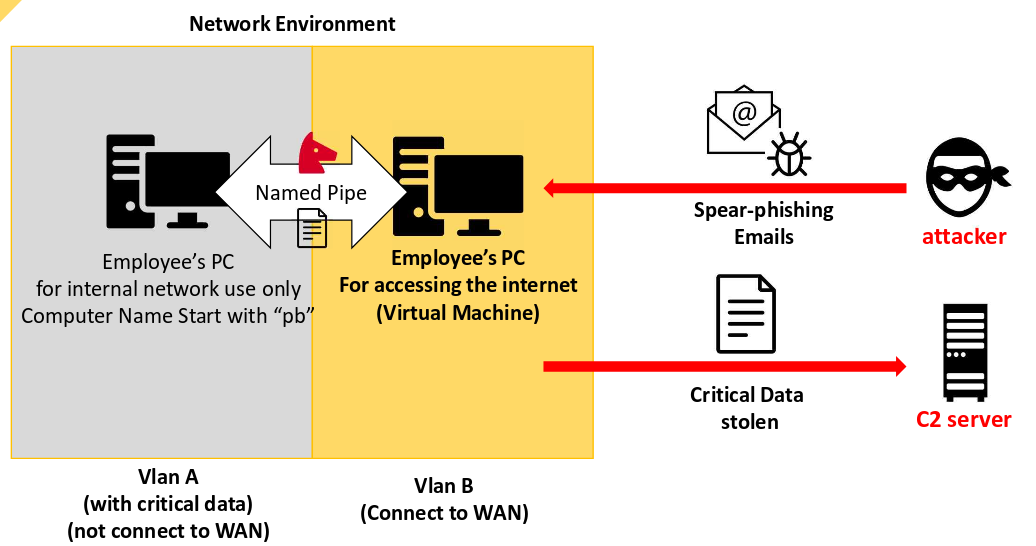 Network Environment
Named Pipe
Employee’s PC
for internal network use only
Computer Name Start with “pb”
Employee’s PC
For accessing the internet
(Virtual Machine)
@
Spear-phishing
Emails
attacker
Critical Data
stolen
C2 server
Vlan A
(with critical data)
(not connect to WAN)
Vlan B
(Connect to WAN)